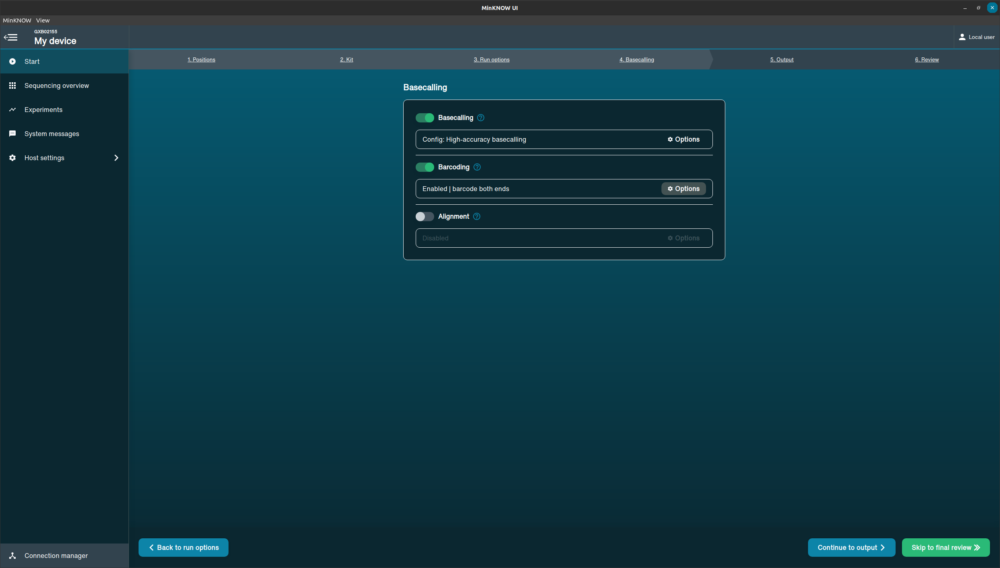 MinKNOW UI
MinKNOW View
GXB02155
My device
Local user
Start
Sequencing overview
Experiments
System messages
Host settings
Connection manager
1. Positions
2. Kit
3. Run options
4. Basecalling
5. Output
6. Review
Basecalling
Basecalling
Config: High-accuracy basecalling Options
Barcoding
Enabled | barcode both ends Options
Alignment
Disabled Options
Back to run options
Continue to output
Skip to final review